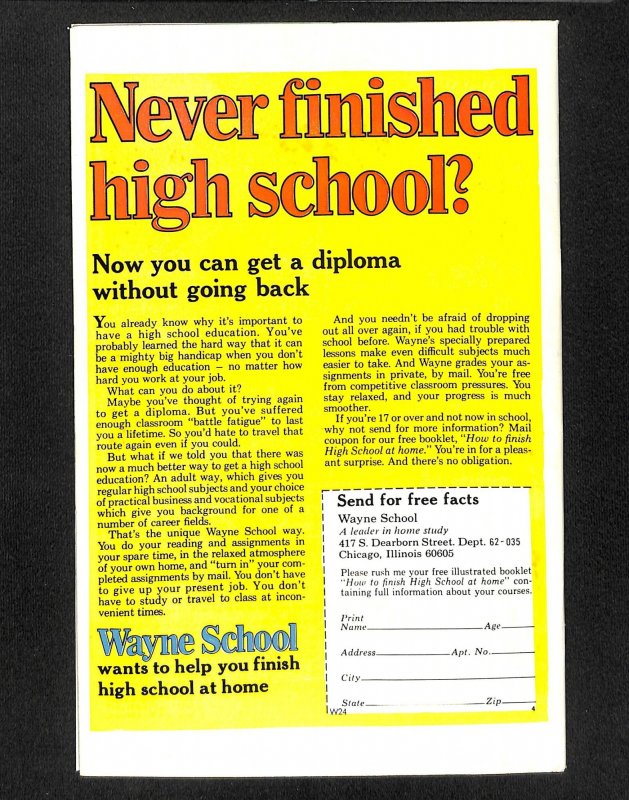 Never finished
high school?
Now you can get a diploma
without going back
You already know why it's important to
have a high school education. You've
probably learned the hard way that it can
be a mighty big handicap when you don't
have enough education – no matter how
hard you work at your job.
What can you do about it?
Maybe you've thought of trying again
to get a diploma. But you've suffered
enough classroom "battle fatigue" to last
you a lifetime. So you'd hate to travel that
route again even if you could.
But what if we told you that there was
now a much better way to get a high school
education? An adult way, which gives you
regular high school subjects and your choice
of practical business and vocational subjects
which give you background for one of a
number of career fields.
That's the unique Wayne School way.
You do your reading and assignments in
your spare time, in the relaxed atmosphere
of your own home, and "turn in" your com-
pleted assignments by mail. You don't have
to give up your present job. You don't
have to study or travel to class at incon-
venient times.
Wayne School
wants to help you finish
high school at home
And you needn't be afraid of dropping
out all over again, if you had trouble with
school before. Wayne's specially prepared
lessons make even difficult subjects much
easier to take. And Wayne grades your as-
signments in private, by mail. You're free
from competitive classroom pressures. You
stay relaxed, and your progress is much
smoother.
If you're 17 or over and not now in school,
why not send for more information? Mail
coupon for our free booklet, "How to finish
High School at home." You're in for a pleas-
ant surprise. And there's no obligation.
Send for free facts
Wayne School
A leader in home study
417 S. Dearborn Street. Dept. 62-035
Chicago, Illinois 60605
Please rush me your free illustrated booklet
"How to finish High School at home" con-
taining full information about your courses.
Print
Name Age
Address Apt. No.
City
State Zip
W24 4